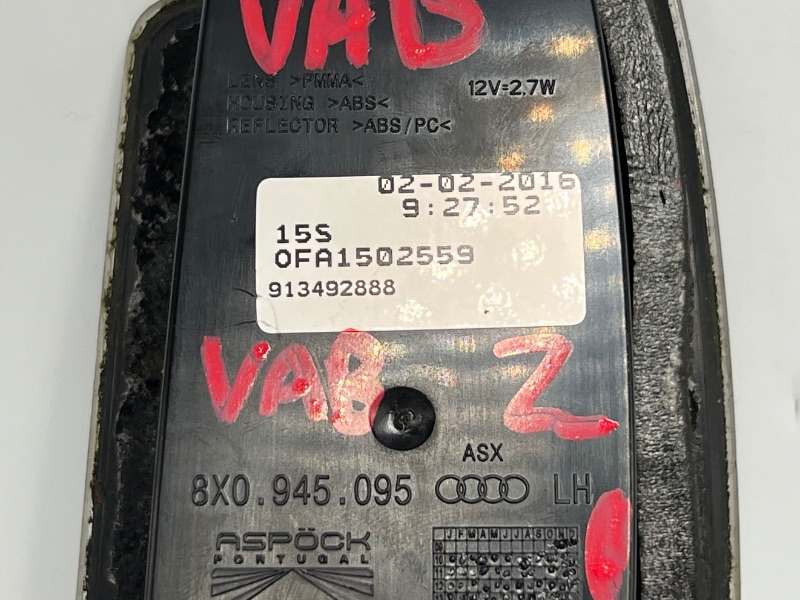 VAB
LENS >PMMA<
HOUSING >ABS<
REFLECTOR >ABS/PC<
12V=2,7W
02-02-2016
9:27:52
15S
0FA1502559
913492888
VAB Z
ASX
8X0.945.095 LH
ASPÖCK
PORTUGAL
JFMAMJJASOND